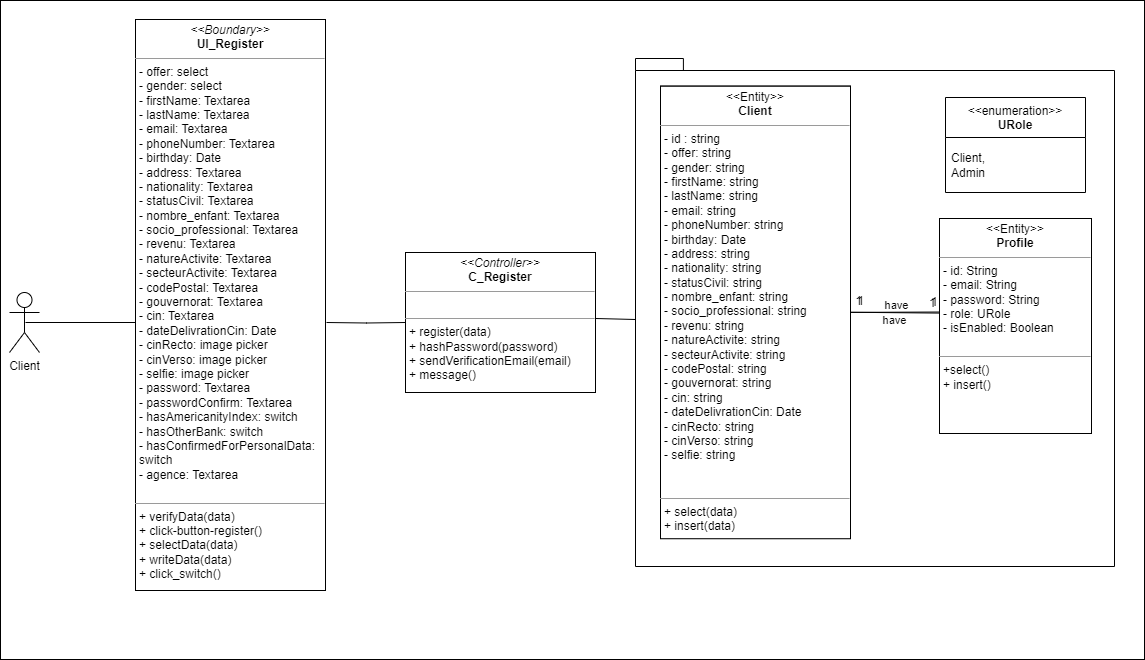 Client
<<Boundary>>
UI_Register
- offer: select
- gender: select
- firstName: Textarea
- lastName: Textarea
- email: Textarea
- phoneNumber: Textarea
- birthday: Date
- address: Textarea
- nationality: Textarea
- statusCivil: Textarea
- nombre_enfant: Textarea
- socio_professional: Textarea
- revenu: Textarea
- natureActivite: Textarea
- secteurActivite: Textarea
- codePostal: Textarea
- gouvernorat: Textarea
- cin: Textarea
- dateDelivrationCin: Date
- cinRecto: image picker
- cinVerso: image picker
- selfie: image picker
- password: Textarea
- passwordConfirm: Textarea
- hasAmericanityIndex: switch
- hasOtherBank: switch
- hasConfirmedForPersonalData:
switch
- agence: Textarea
+ verifyData(data)
+ click-button-register()
+ selectData(data)
+ writeData(data)
+ click_switch()
<<Controller>>
C_Register
+ register(data)
+ hashPassword(password)
+ sendVerificationEmail(email)
+ message()
<<Entity>>
Client
- id : string
- offer: string
- gender: string
- firstName: string
- lastName: string
- email: string
- phoneNumber: string
- birthday: Date
- address: string
- nationality: string
- statusCivil: string
- nombre_enfant: string
- socio_professional: string
- revenu: string
- natureActivite: string
- secteurActivite: string
- codePostal: string
- gouvernorat: string
- cin: string
- dateDelivrationCin: Date
- cinRecto: string
- cinVerso: string
- selfie: string
+ select(data)
+ insert(data)
1
have
1
have
<<enumeration>>
URole
Client,
Admin
<<Entity>>
Profile
- id: String
- email: String
- password: String
- role: URole
- isEnabled: Boolean
+select()
+ insert()